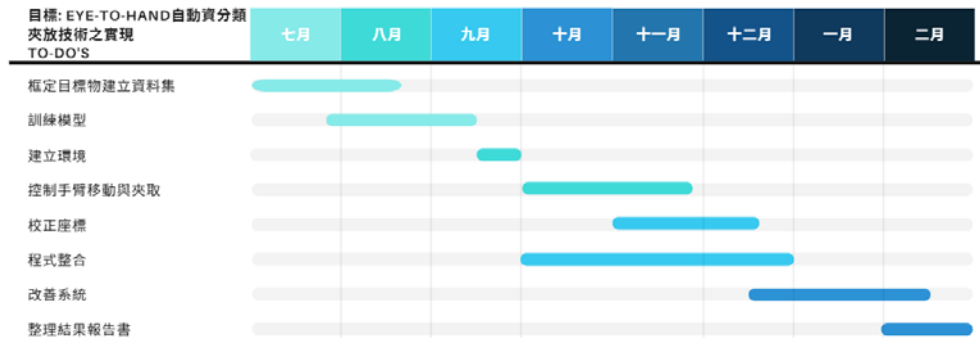 目標: EYE-TO-HAND自動資分類
夾放技術之實現
TO-DO'S
七月 八月 九月 十月 十一月 十二月 一月 二月
框定目標物建立資料集
訓練模型
建立環境
控制手臂移動與夾取
校正座標
程式整合
改善系統
整理結果報告書